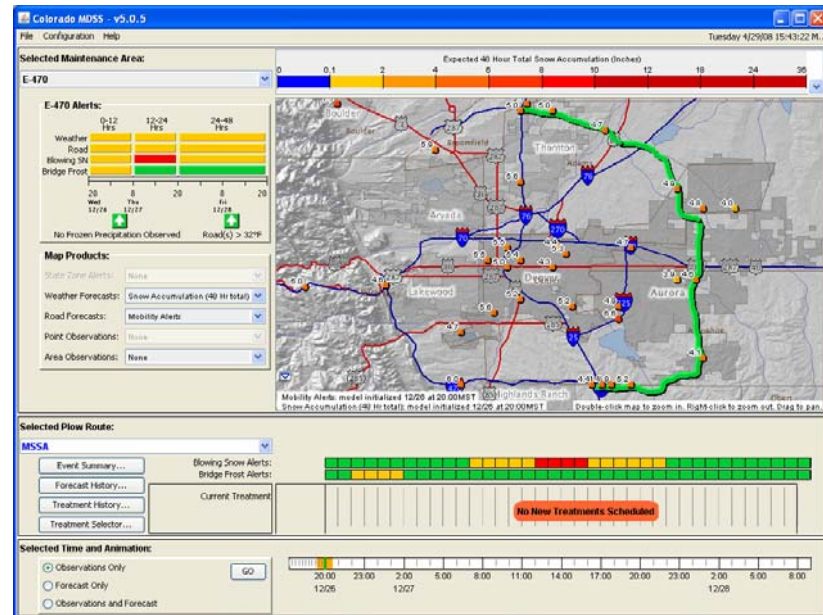 Colorado MDSS - v5.0.5
File Configuration Help
Tuesday 4/29/08 15:43:22 M...
Selected Maintenance Area:
E-470
E-470 Alerts:
0-12 Hrs 12-24 Hrs 24-48 Hrs
Weather
Road
Blowing SN
Bridge Frost
20 8 20 8 20
Wed 12/26 Thu 12/27 Fri 12/28
No Frozen Precipitation Observed Road(s) > 32°F
Map Products:
State Zone Alerts: None
Weather Forecasts: Snow Accumulation (48 Hr total)
Road Forecasts: Mobility Alerts
Point Observations: None
Area Observations: None
Expected 48 Hour Total Snow Accumulation (Inches)
0 0.1 2 4 6 8 10 12 18 24 36
Boulder
Boulder
Broomfield
Thornton
Adams
Arvada
Denver
Lakewood
Aurora
Highlands Ranch
Mobility Alerts: model initialized 12/26 at 20:00MST
Snow Accumulation (48 Hr total): model initialized 12/26 at 20:00MST
Double-click map to zoom in. Right-click to zoom out. Drag to pan.
Selected Plow Route:
MSSA
Event Summary...
Forecast History...
Treatment History...
Treatment Selector...
Blowing Snow Alerts:
Bridge Frost Alerts:
Current Treatment
No New Treatments Scheduled
Selected Time and Animation:
Observations Only
Forecast Only
Observations and Forecast
GO
20:00 23:00 2:00 5:00 8:00 11:00 14:00 17:00 20:00 23:00 2:00 5:00 8:00
12/26 12/27 12/28